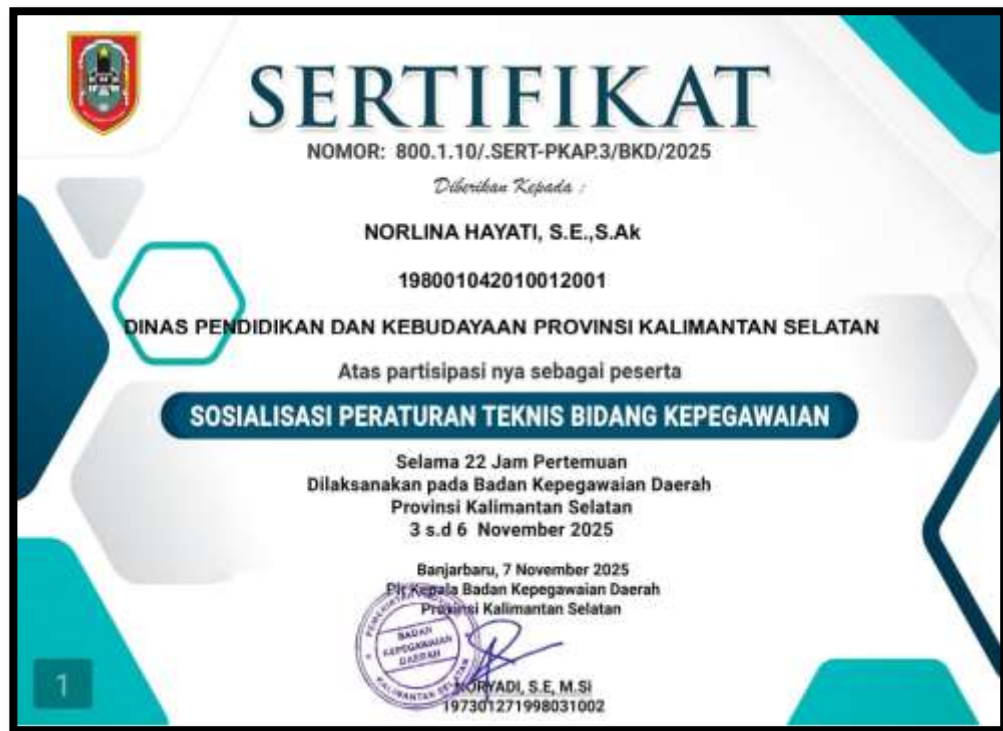 SERTIFIKAT
NOMOR: 800.1.10/.SERT-PKAP.3/BKD/2025
Diberikan Kepada :
NORLINA HAYATI, S.E.,S.Ak
198001042010012001
DINAS PENDIDIKAN DAN KEBUDAYAAN PROVINSI KALIMANTAN SELATAN
Atas partisipasi nya sebagai peserta
SOSIALISASI PERATURAN TEKNIS BIDANG KEPEGAWAIAN
Selama 22 Jam Pertemuan
Dilaksanakan pada Badan Kepegawaian Daerah
Provinsi Kalimantan Selatan
3 s.d 6 November 2025
Banjarbaru, 7 November 2025
Plt Kepala Badan Kepegawaian Daerah
Provinsi Kalimantan Selatan
BADAN
KEPEGAWAIAN
DAERAH
KALIMANTAN
NORYADI, S.E, M.Si
197301271998031002
1